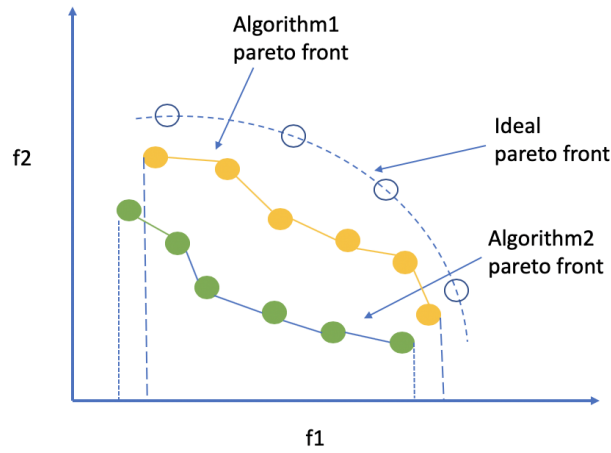 Algorithm1
pareto front
Ideal
pareto front
f2
Algorithm2
pareto front
f1